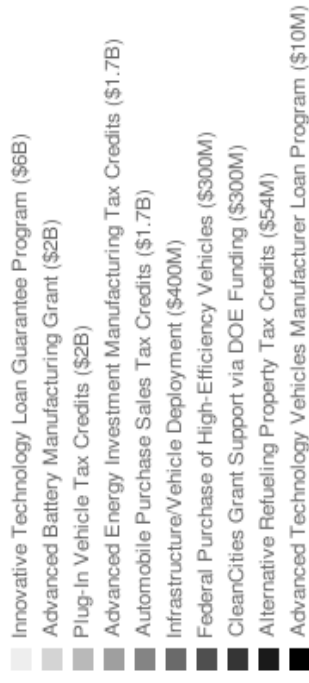 Innovative Technology Loan Guarantee Program ($6B)
Advanced Battery Manufacturing Grant ($2B)
Plug-In Vehicle Tax Credits ($2B)
Advanced Energy Investment Manufacturing Tax Credits ($1.7B)
Automobile Purchase Sales Tax Credits ($1.7B)
Infrastructure/Vehicle Deployment ($400M)
Federal Purchase of High-Efficiency Vehicles ($300M)
CleanCities Grant Support via DOE Funding ($300M)
Alternative Refueling Property Tax Credits ($54M)
Advanced Technology Vehicles Manufacturer Loan Program ($10M)